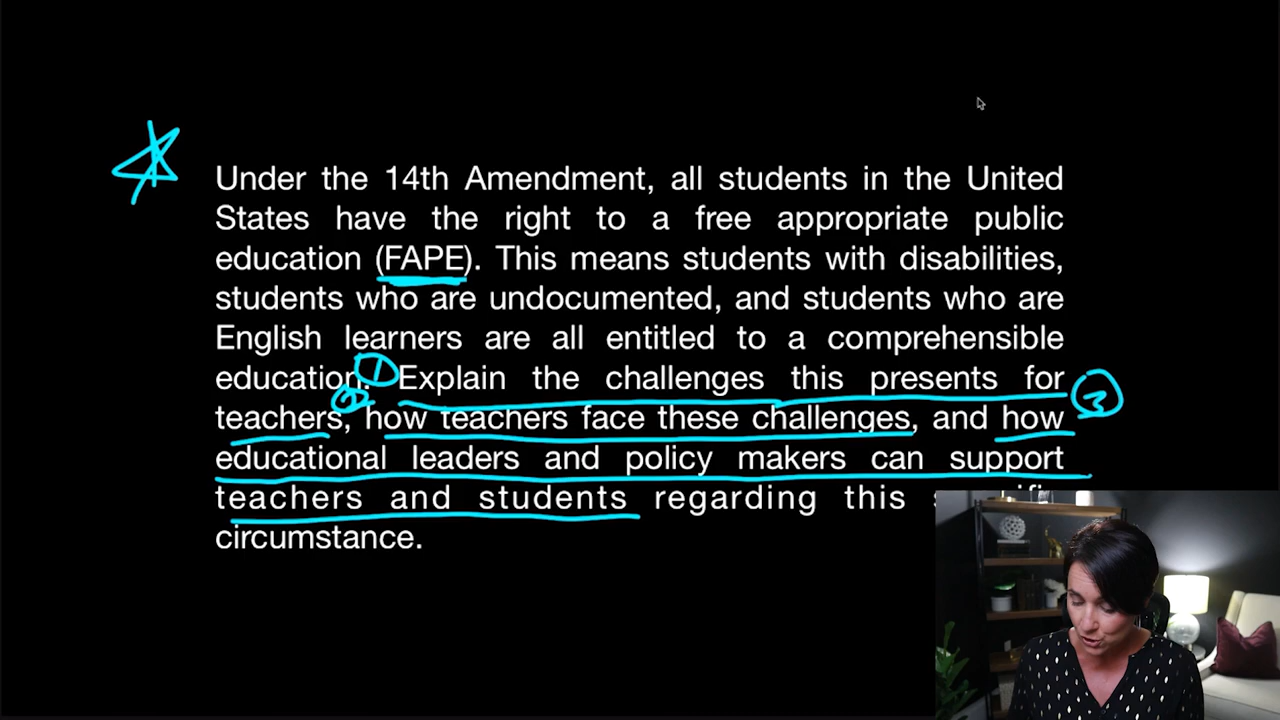 Under the 14th Amendment, all students in the United
States have the right to a free appropriate public
education (FAPE). This means students with disabilities,
students who are undocumented, and students who are
English learners are all entitled to a comprehensible
education. 1 Explain the challenges this presents for
teachers, 2 how teachers face these challenges, and how 3
educational leaders and policy makers can support
teachers and students regarding this
circumstance.